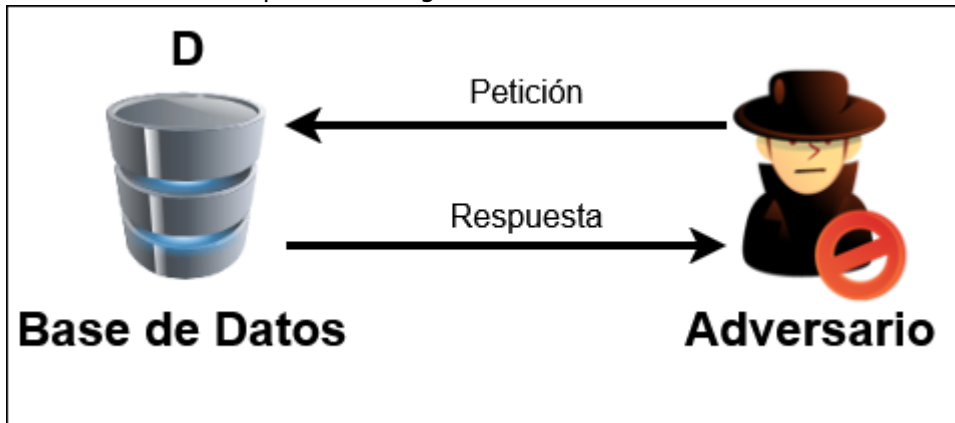 D
Petición
Respuesta
Base de Datos
Adversario